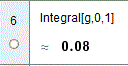 6
Integral[g,0,1]
≈ 0.08